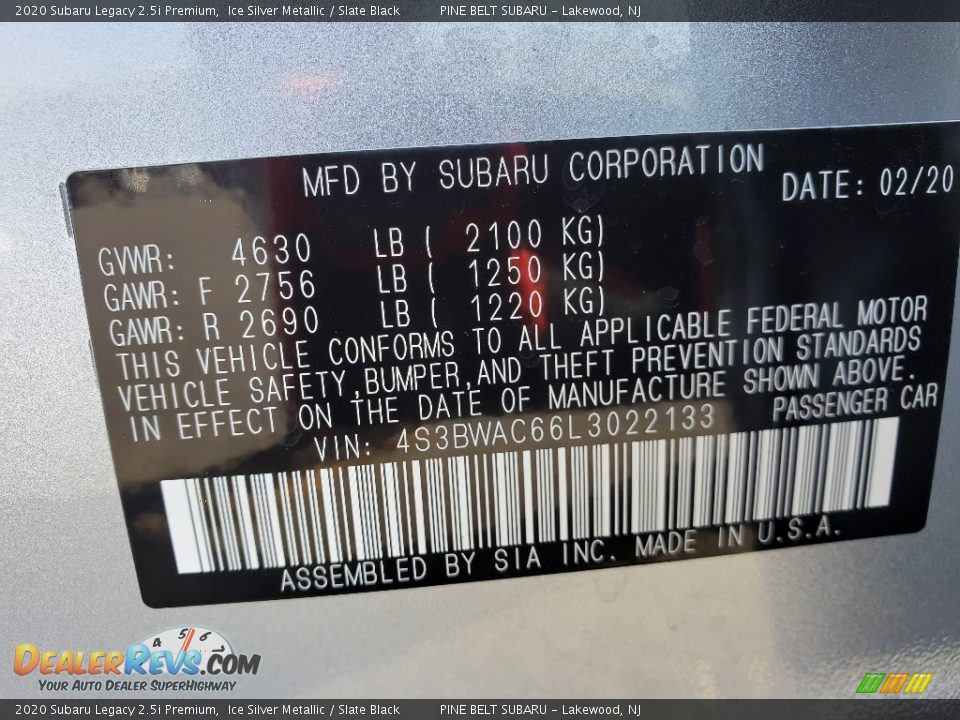 2020 Subaru Legacy 2.5i Premium, Ice Silver Metallic / Slate Black PINE BELT SUBARU - Lakewood, NJ
MFD BY SUBARU CORPORATION
DATE: 02/20
GVWR: 4630 LB ( 2100 KG)
GAWR: F 2756 LB ( 1250 KG)
GAWR: R 2690 LB ( 1220 KG)
THIS VEHICLE CONFORMS TO ALL APPLICABLE FEDERAL MOTOR
VEHICLE SAFETY, BUMPER, AND THEFT PREVENTION STANDARDS
IN EFFECT ON THE DATE OF MANUFACTURE SHOWN ABOVE.
VIN: 4S3BWAC66L3022133 PASSENGER CAR
ASSEMBLED BY SIA INC. MADE IN U.S.A.
4 5 6
DEALERREVS.COM
YOUR AUTO DEALER SUPERHIGHWAY
2020 Subaru Legacy 2.5i Premium, Ice Silver Metallic / Slate Black PINE BELT SUBARU - Lakewood, NJ